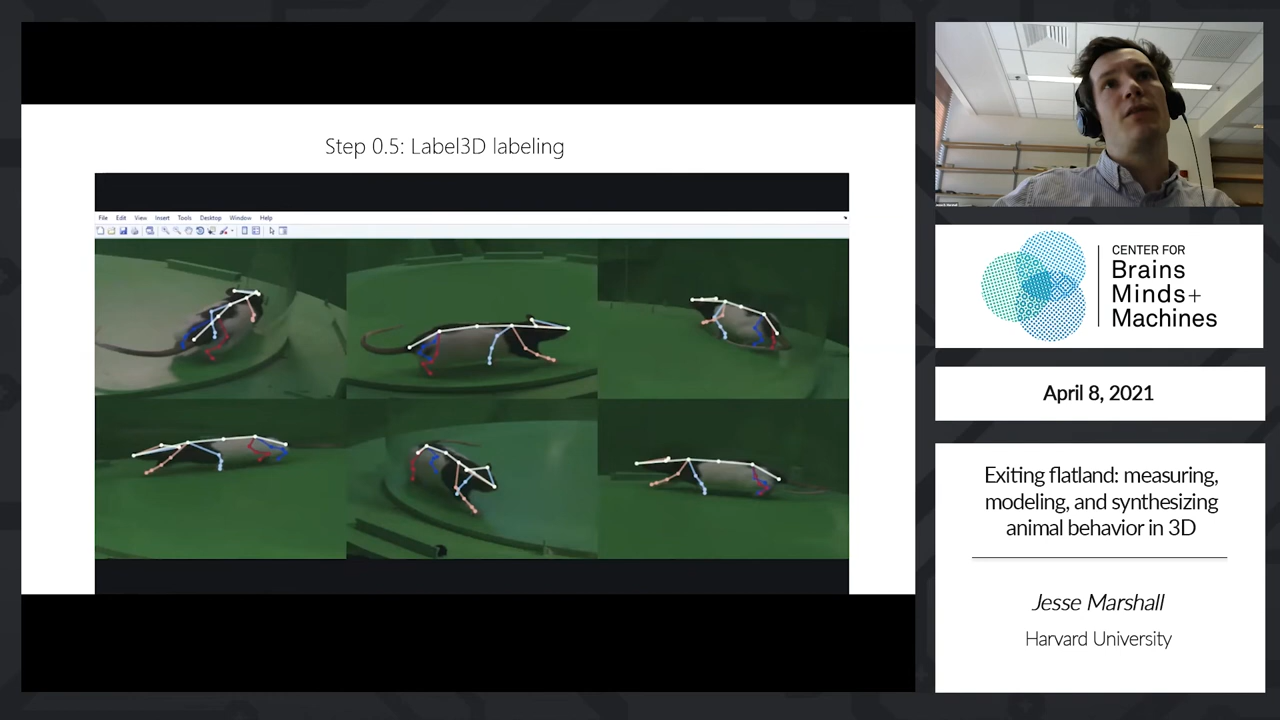 Step 0.5: Label3D labeling
File Edit View Insert Tools Desktop Window Help
CENTER FOR
Brains
Minds+
Machines
April 8, 2021
Exiting flatland: measuring,
modeling, and synthesizing
animal behavior in 3D
Jesse Marshall
Harvard University